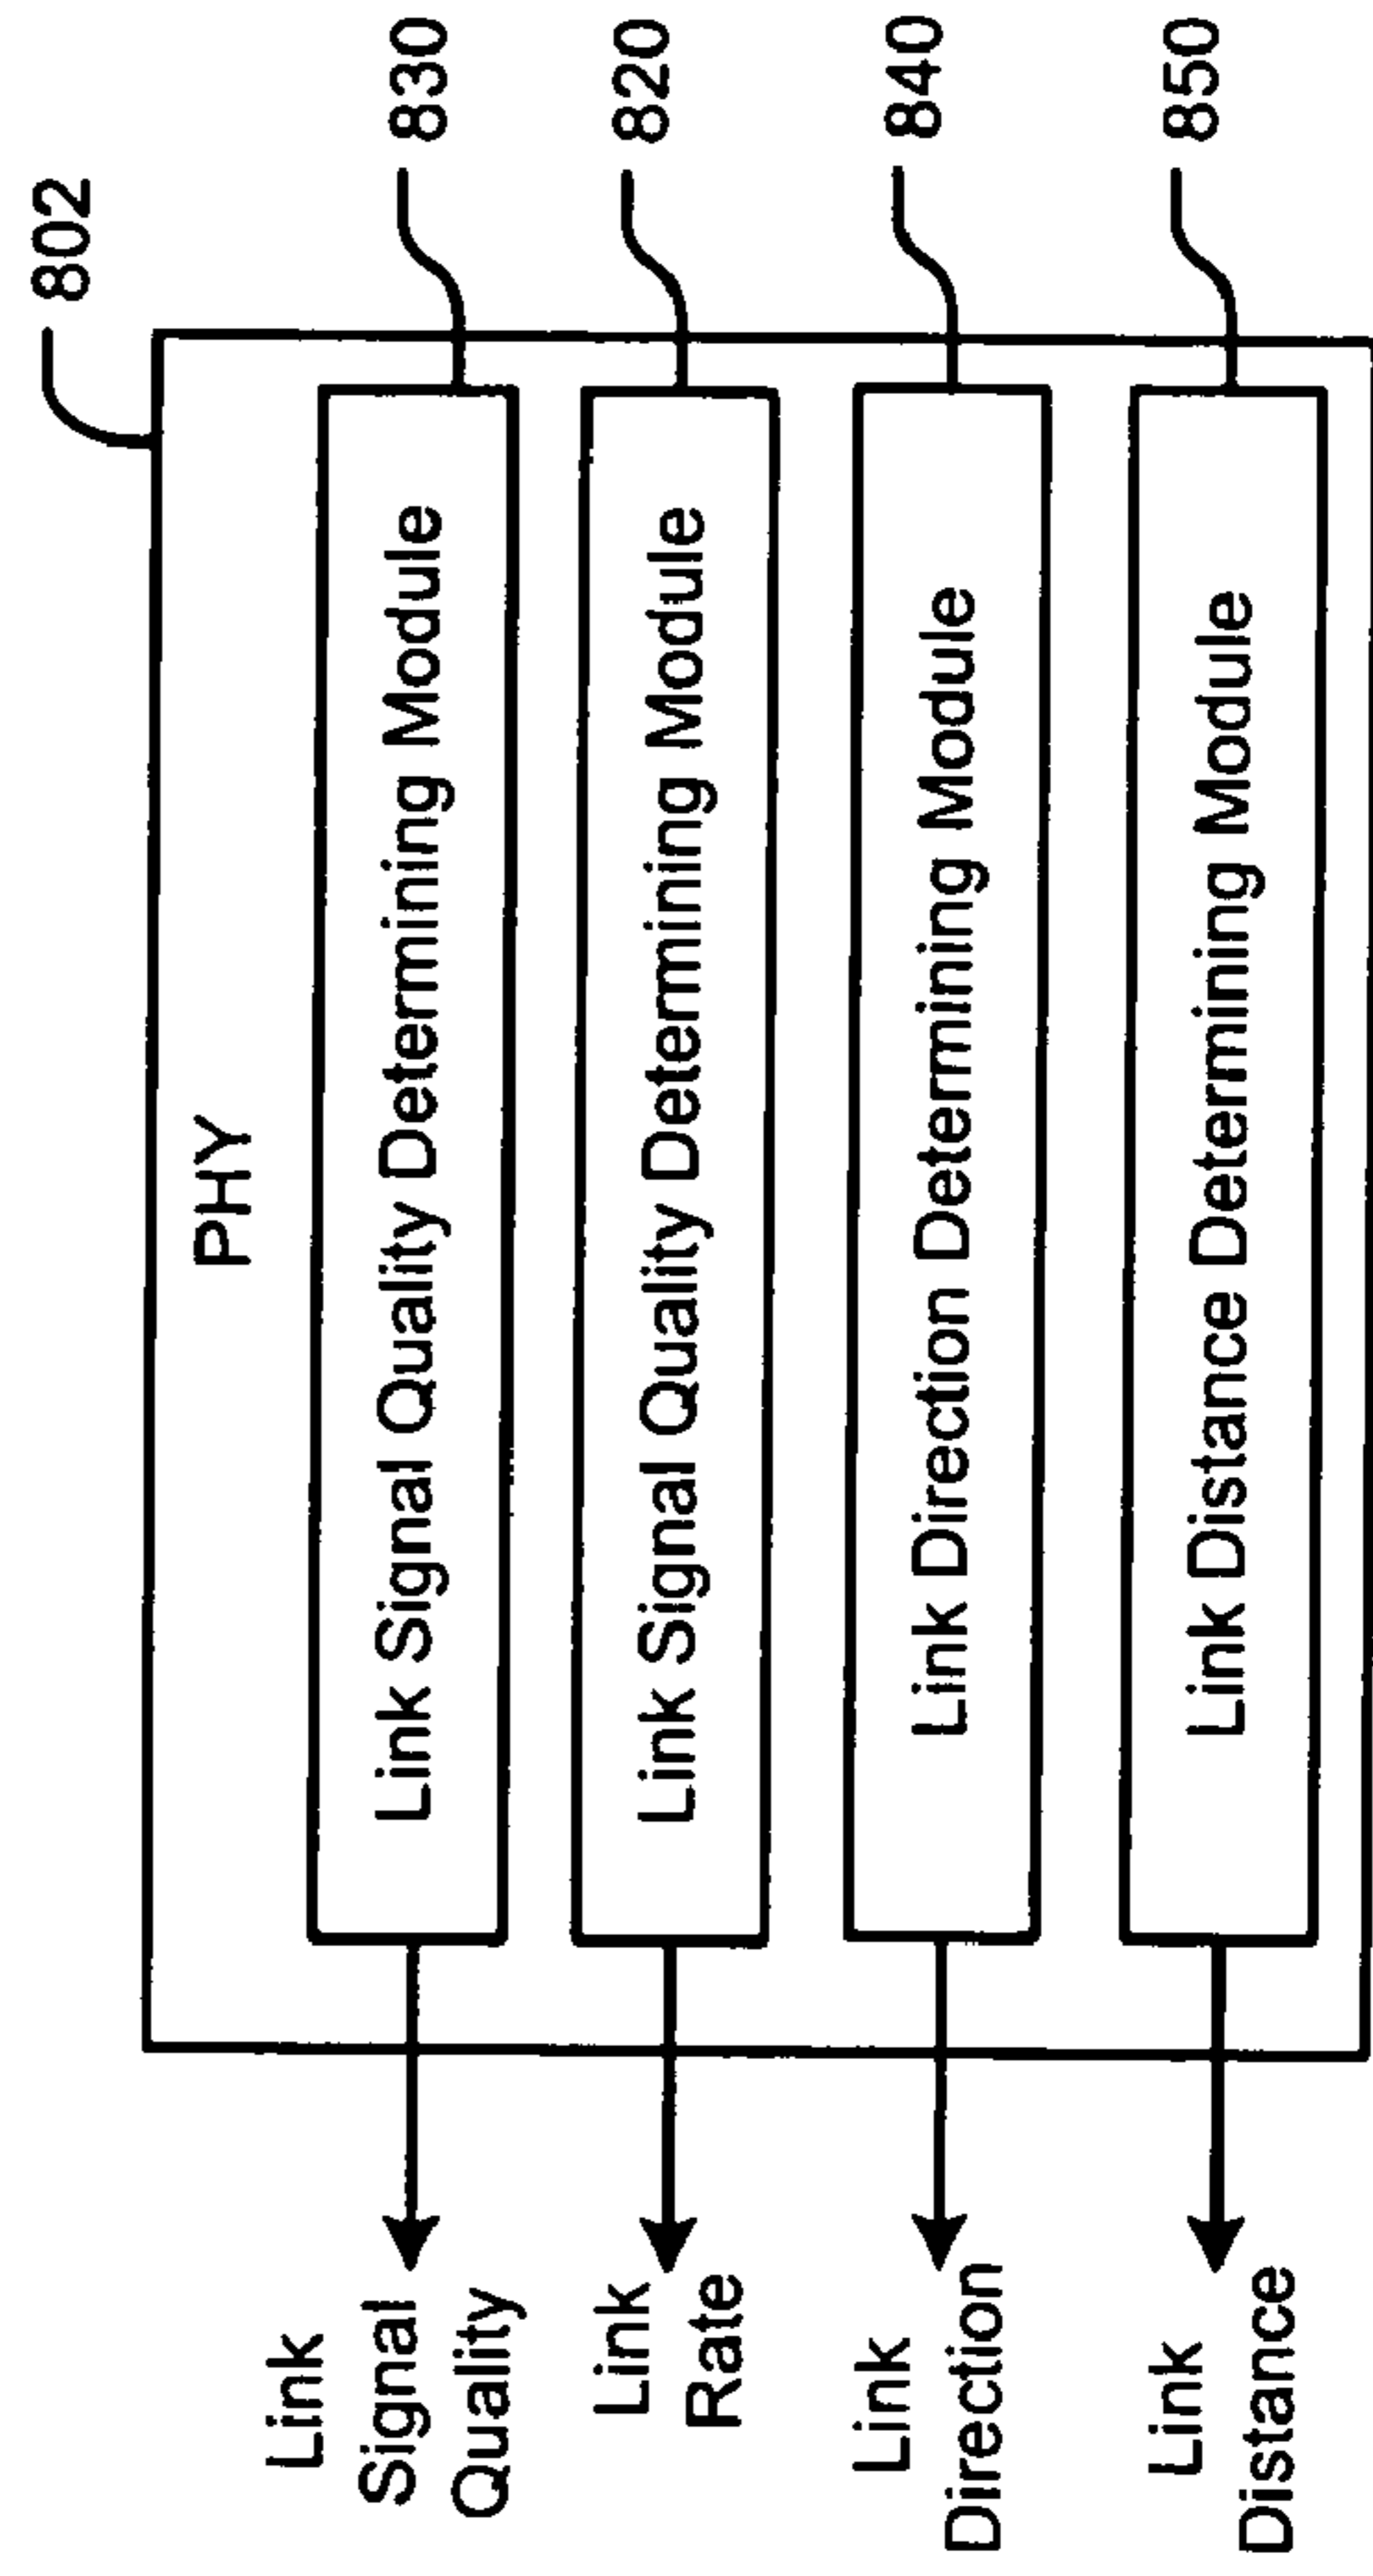 802
PHY
Link
Signal
Quality
Link Signal Quality Determining Module
830
Link
Rate
Link Signal Quality Determining Module
820
Link
Direction
Link Direction Determining Module
840
Link
Distance
Link Distance Determining Module
850